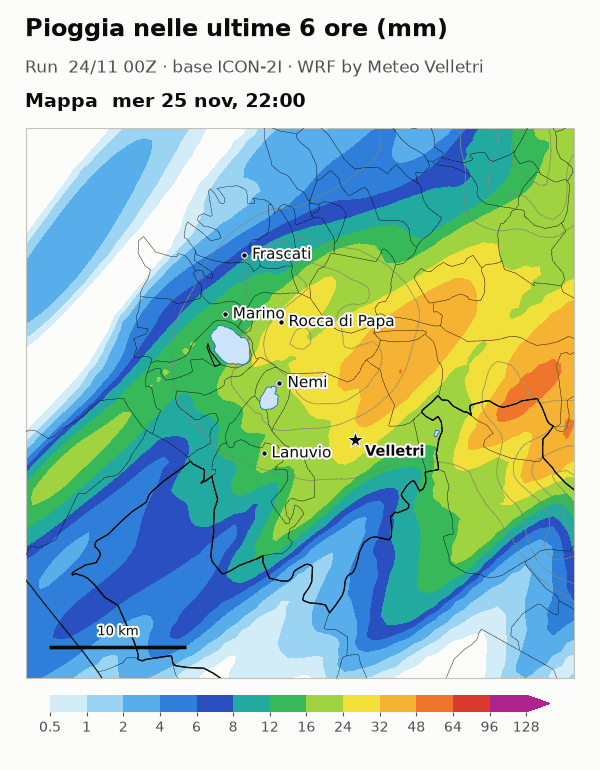 Pioggia nelle ultime 6 ore (mm)
Run 24/11 00Z · base ICON-2I · WRF by Meteo Velletri
Mappa mer 25 nov, 22:00
Frascati
Marino
Rocca di Papa
Nemi
Velletri
Lanuvio
10 km
0.5 1 2 4 6 8 12 16 24 32 48 64 96 128